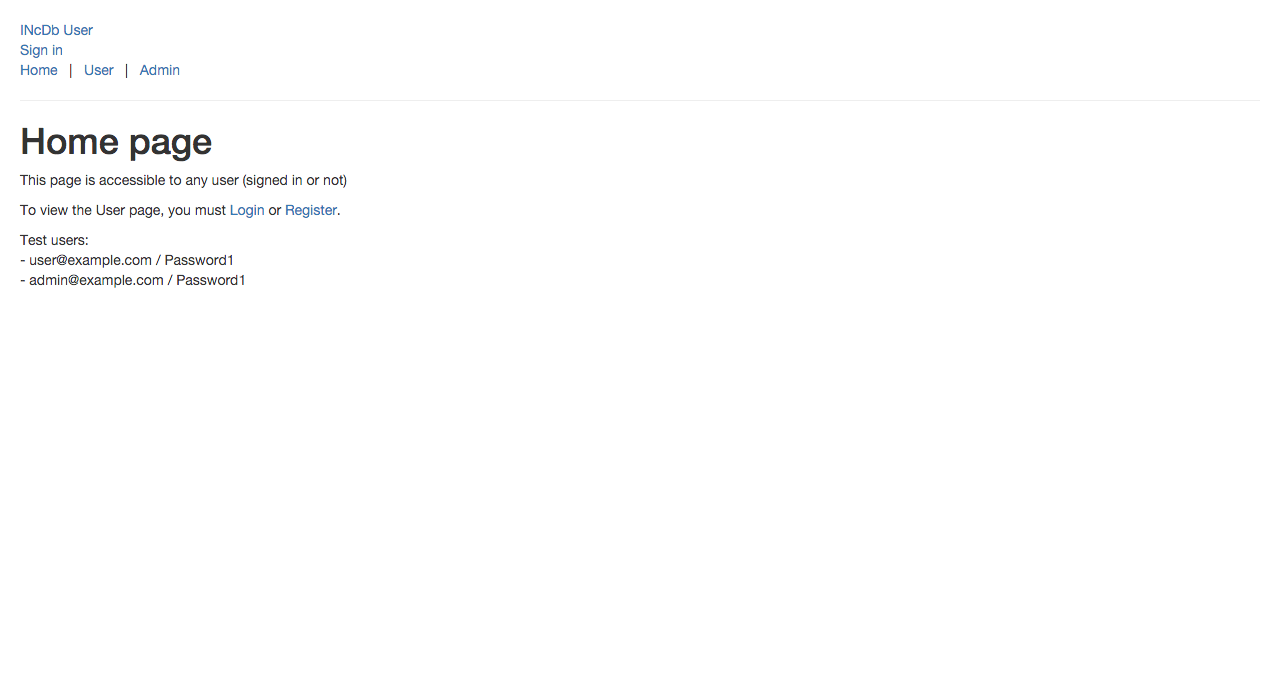 INcDb User
Sign in
Home | User | Admin
Home page
This page is accessible to any user (signed in or not)
To view the User page, you must Login or Register.
Test users:
- user@example.com / Password1
- admin@example.com / Password1